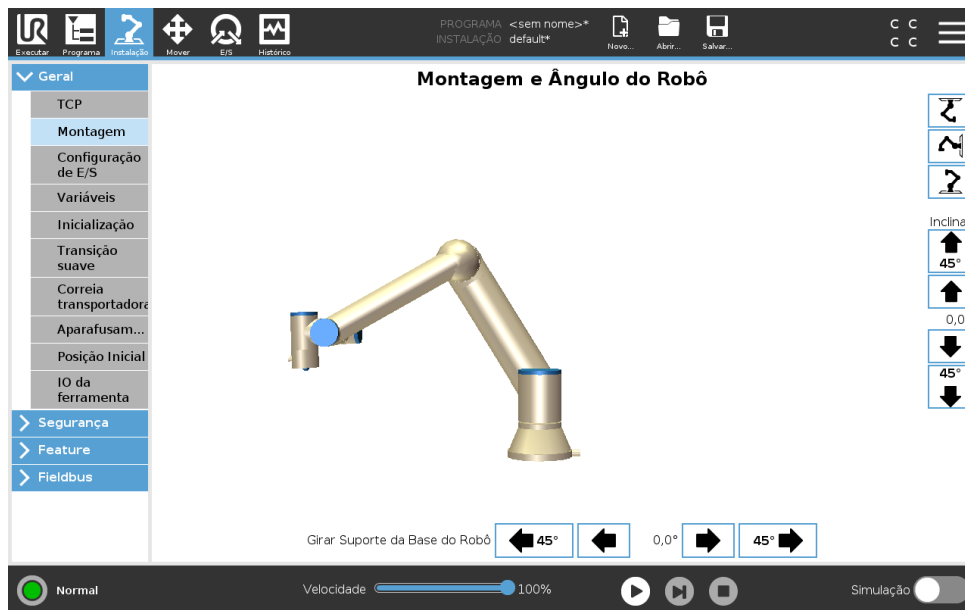 UR
PROGRAMA <sem nome>*
INSTALAÇÃO default*
Executar Programa Instalação Mover E/S Histórico Novo... Abrir... Salvar...
C C
C C
Geral
TCP
Montagem
Configuração
de E/S
Variáveis
Inicialização
Transição
suave
Correia
transportadora
Aparafusam...
Posição Inicial
IO da
ferramenta
Segurança
Feature
Fieldbus
Montagem e Ângulo do Robô
Inclina
45°
0,0
45°
Girar Suporte da Base do Robô 45° 0,0° 45°
Normal
Velocidade 100%
Simulação